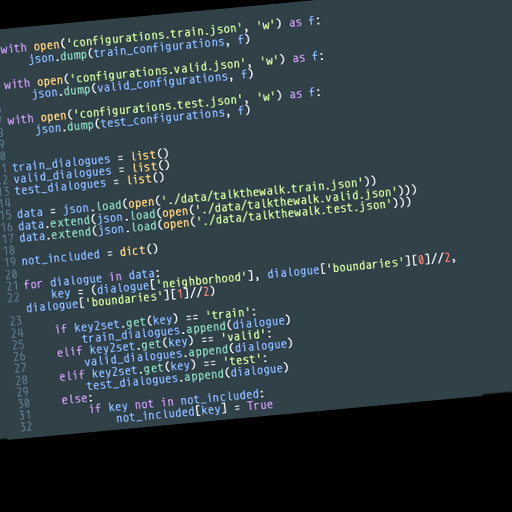 with open('configurations.train.json', 'w') as f:
    json.dump(train_configurations, f)
with open('configurations.valid.json', 'w') as f:
    json.dump(valid_configurations, f)
with open('configurations.test.json', 'w') as f:
    json.dump(test_configurations, f)
train_dialogues = list()
valid_dialogues = list()
13 test_dialogues = list()
14
15 data = json.load(open('./data/talkthewalk.train.json'))
16 data.extend(json.load(open('./data/talkthewalk.valid.json')))
17 data.extend(json.load(open('./data/talkthewalk.test.json')))
18
19 not_included = dict()
20
21 for dialogue in data:
22     key = (dialogue['neighborhood'], dialogue['boundaries'][0]//2,
dialogue['boundaries'][1]//2)
23
24     if key2set.get(key) == 'train':
25         train_dialogues.append(dialogue)
26     elif key2set.get(key) == 'valid':
27         valid_dialogues.append(dialogue)
28     elif key2set.get(key) == 'test':
29         test_dialogues.append(dialogue)
30     else:
31         if key not in not_included:
32             not_included[key] = True